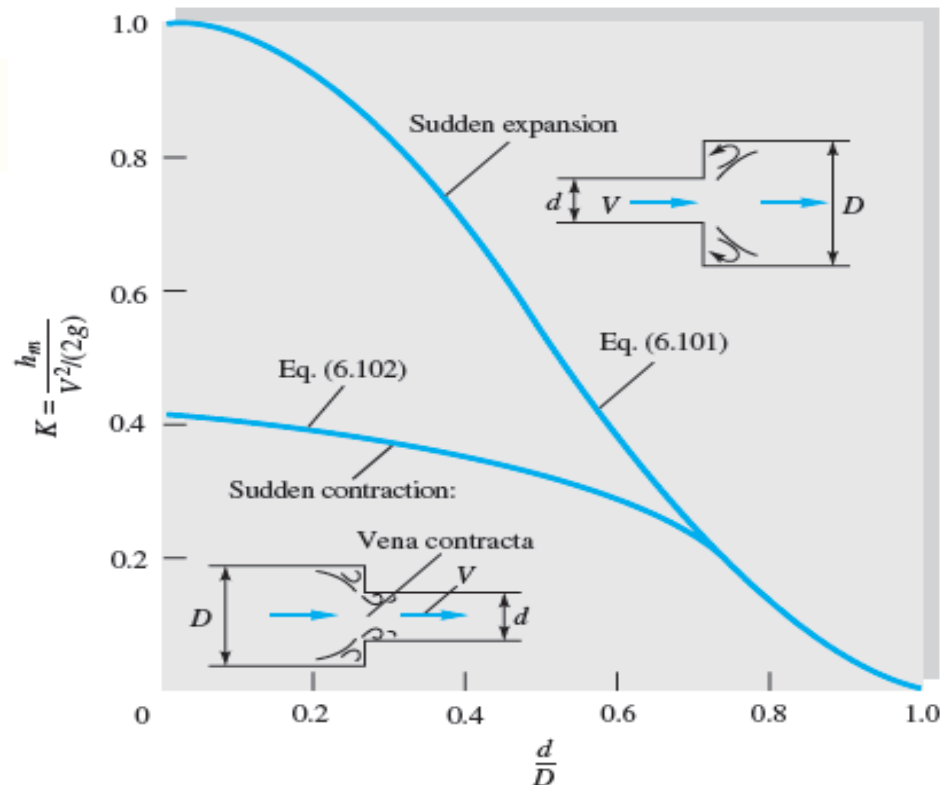 1.0
Sudden expansion
0.8
d
V
D
0.6
K = h_m / V²/(2g)
Eq. (6.101)
Eq. (6.102)
0.4
Sudden contraction:
Vena contracta
0.2
V
D
d
0
0.2
0.4
0.6
0.8
1.0
d
D